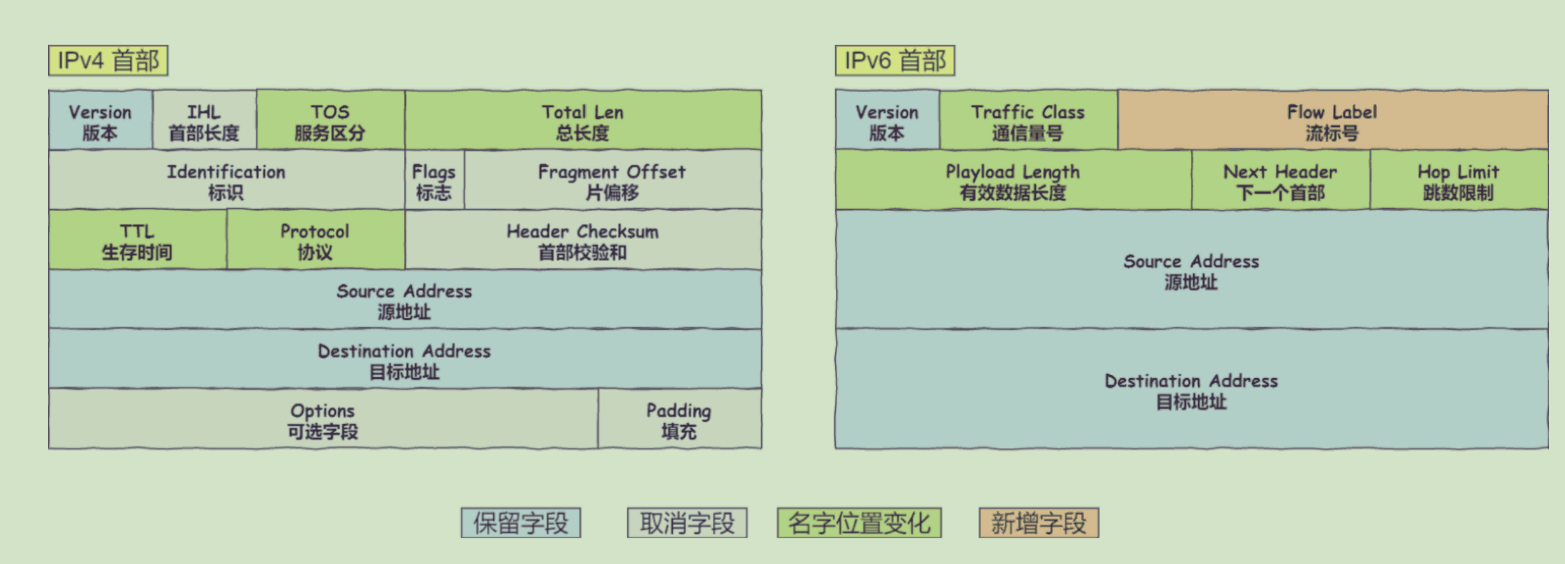 IPv4 首部
Version
版本
IHL
首部长度
TOS
服务区分
Total Len
总长度
Identification
标识
Flags
标志
Fragment Offset
片偏移
TTL
生存时间
Protocol
协议
Header Checksum
首部校验和
Source Address
源地址
Destination Address
目标地址
Options
可选字段
Padding
填充
IPv6 首部
Version
版本
Traffic Class
通信量号
Flow Label
流标号
Playload Length
有效数据长度
Next Header
下一个首部
Hop Limit
跳数限制
Source Address
源地址
Destination Address
目标地址
保留字段
取消字段
名字位置变化
新增字段